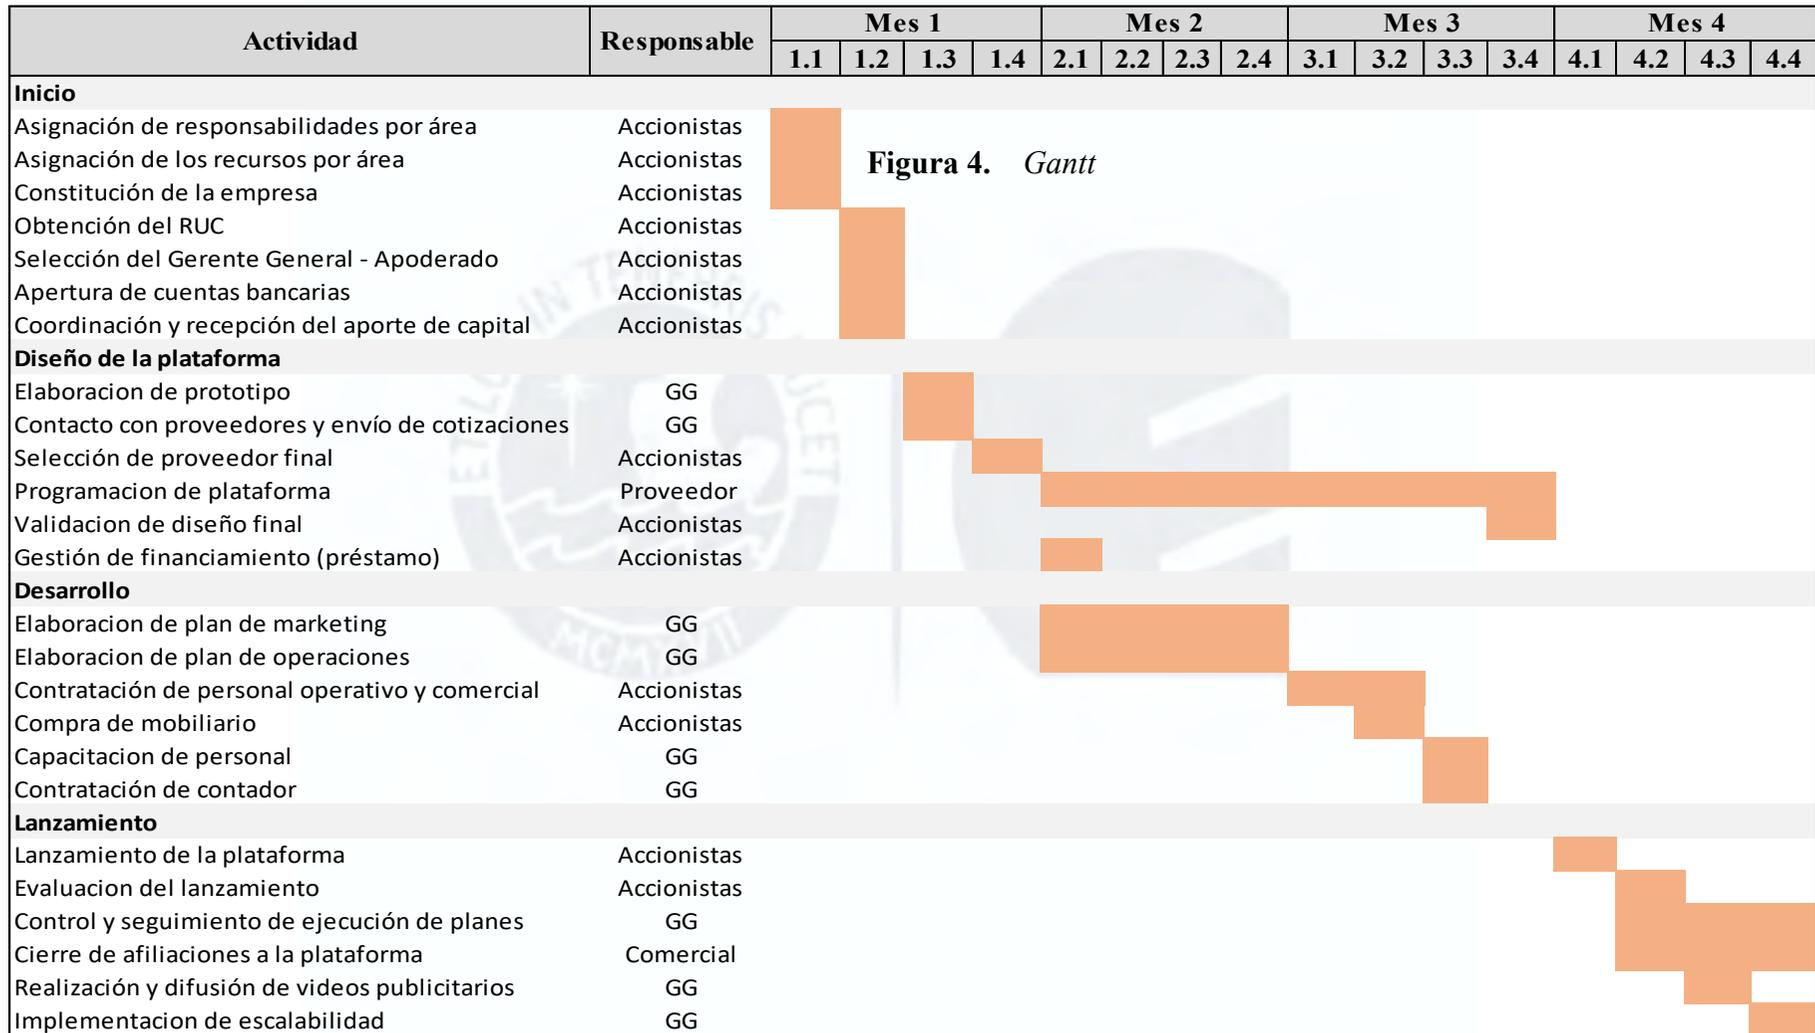 Actividad Responsable Mes 1 Mes 2 Mes 3 Mes 4
1.1 1.2 1.3 1.4 2.1 2.2 2.3 2.4 3.1 3.2 3.3 3.4 4.1 4.2 4.3 4.4
Inicio
Asignación de responsabilidades por área Accionistas
Asignación de los recursos por área Accionistas
Figura 4. Gantt
Constitución de la empresa Accionistas
Obtención del RUC Accionistas
Selección del Gerente General - Apoderado Accionistas
Apertura de cuentas bancarias Accionistas
Coordinación y recepción del aporte de capital Accionistas
Diseño de la plataforma
Elaboracion de prototipo GG
Contacto con proveedores y envío de cotizaciones GG
Selección de proveedor final Accionistas
Programacion de plataforma Proveedor
Validacion de diseño final Accionistas
Gestión de financiamiento (préstamo) Accionistas
Desarrollo
Elaboracion de plan de marketing GG
Elaboracion de plan de operaciones GG
Contratación de personal operativo y comercial Accionistas
Compra de mobiliario Accionistas
Capacitacion de personal GG
Contratación de contador GG
Lanzamiento
Lanzamiento de la plataforma Accionistas
Evaluacion del lanzamiento Accionistas
Control y seguimiento de ejecución de planes GG
Cierre de afiliaciones a la plataforma Comercial
Realización y difusión de videos publicitarios GG
Implementacion de escalabilidad GG
MCMXVII